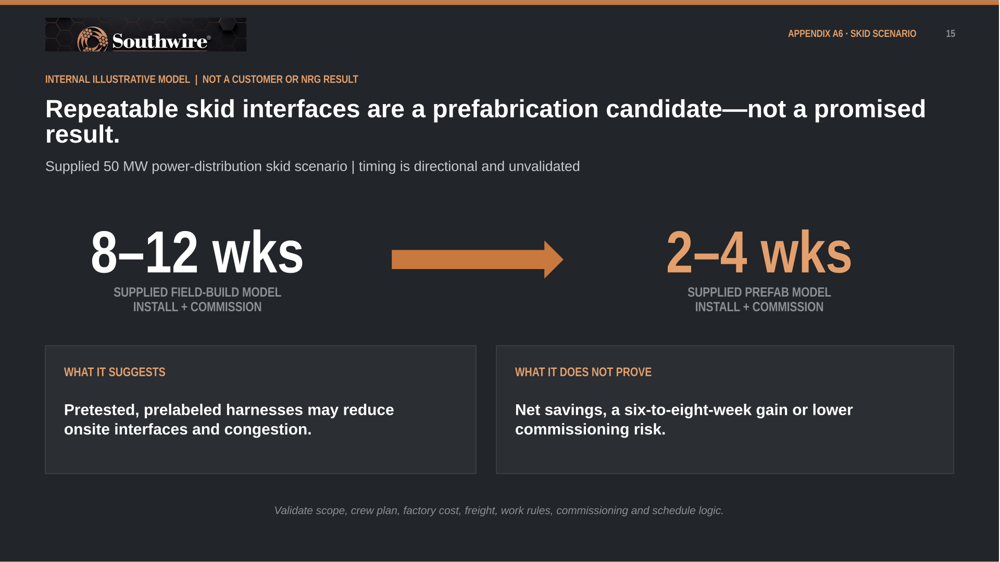 Southwire®
APPENDIX A6 · SKID SCENARIO 15
INTERNAL ILLUSTRATIVE MODEL | NOT A CUSTOMER OR NRG RESULT
Repeatable skid interfaces are a prefabrication candidate—not a promised
result.
Supplied 50 MW power-distribution skid scenario | timing is directional and unvalidated
8–12 wks
SUPPLIED FIELD-BUILD MODEL
INSTALL + COMMISSION
2–4 wks
SUPPLIED PREFAB MODEL
INSTALL + COMMISSION
WHAT IT SUGGESTS
Pretested, prelabeled harnesses may reduce
onsite interfaces and congestion.
WHAT IT DOES NOT PROVE
Net savings, a six-to-eight-week gain or lower
commissioning risk.
Validate scope, crew plan, factory cost, freight, work rules, commissioning and schedule logic.